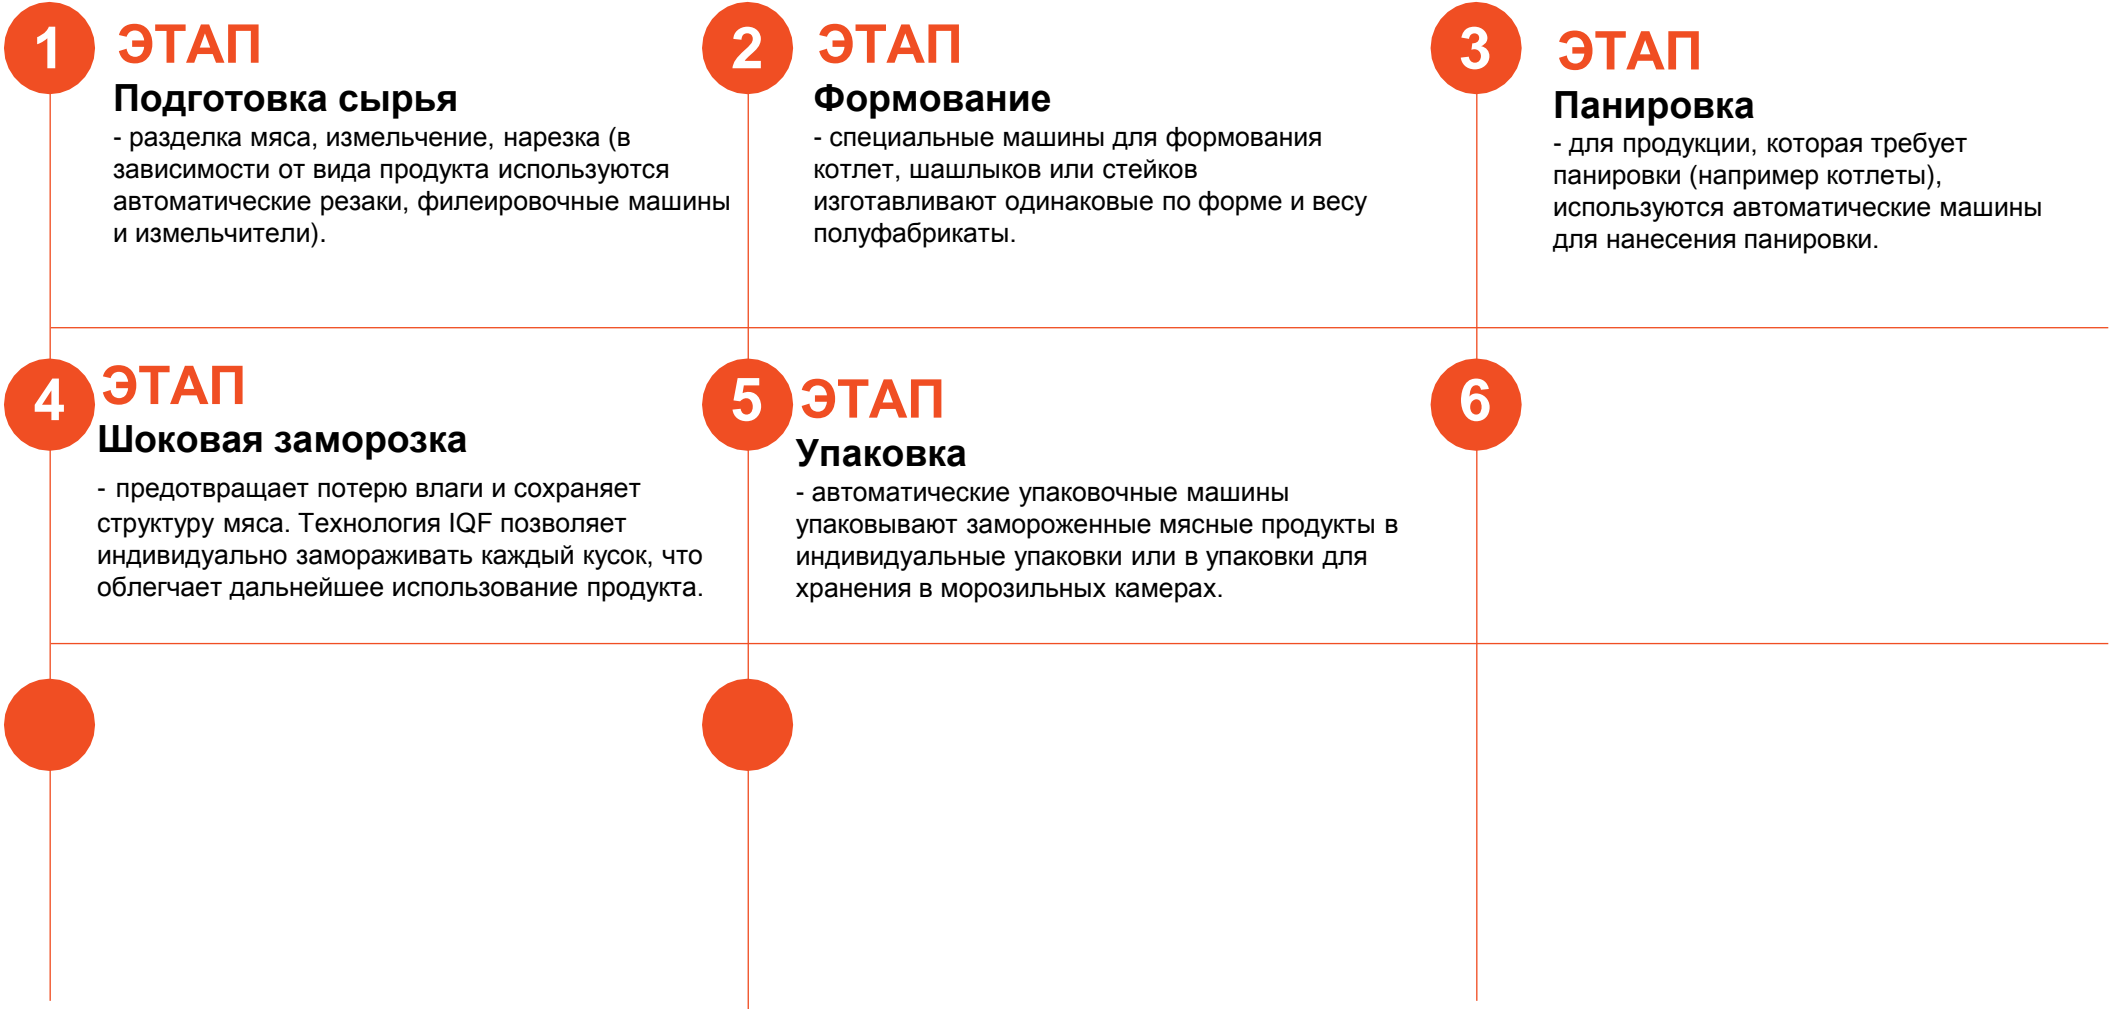 1
ЭТАП
Подготовка сырья
- разделка мяса, измельчение, нарезка (в
зависимости от вида продукта используются
автоматические резаки, филеировочные машины
и измельчители).
2
ЭТАП
Формование
- специальные машины для формования
котлет, шашлыков или стейков
изготавливают одинаковые по форме и весу
полуфабрикаты.
3
ЭТАП
Панировка
- для продукции, которая требует
панировки (например котлеты),
используются автоматические машины
для нанесения панировки.
4
ЭТАП
Шоковая заморозка
- предотвращает потерю влаги и сохраняет
структуру мяса. Технология IQF позволяет
индивидуально замораживать каждый кусок, что
облегчает дальнейшее использование продукта.
5
ЭТАП
Упаковка
- автоматические упаковочные машины
упаковывают замороженные мясные продукты в
индивидуальные упаковки или в упаковки для
хранения в морозильных камерах.
6